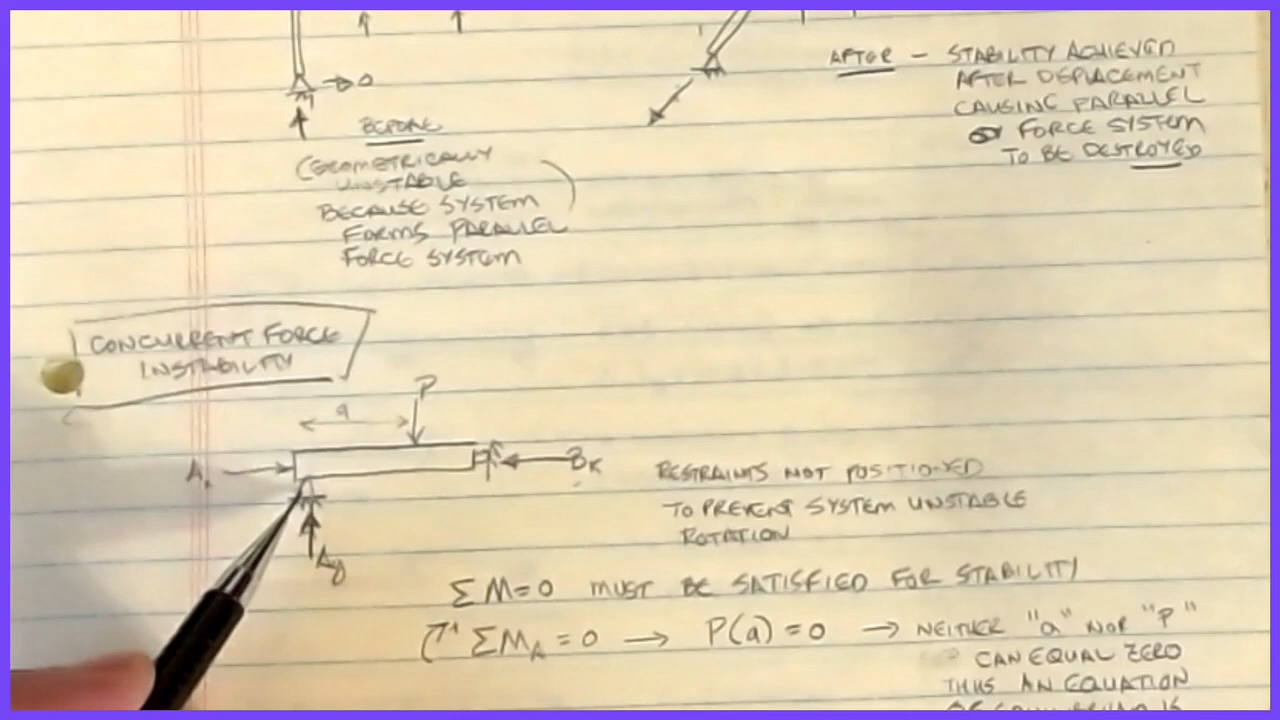 O
BEFORE
(GEOMETRICALLY
UNSTABLE
BECAUSE SYSTEM
FORMS PARALLEL
FORCE SYSTEM
)
AFTER - STABILITY ACHIEVED
AFTER DISPLACEMENT
CAUSING PARALLEL
FORCE SYSTEM
TO BE DESTROYED
CONCURRENT FORCE
INSTABILITY
P
a
Ax
Bx
Ay
RESTRAINTS NOT POSITIONED
TO PREVENT SYSTEM UNSTABLE
ROTATION
ΣM=0 MUST BE SATISFIED FOR STABILITY
ΣM_A = 0 → P(a) = 0 → NEITHER "a" NOR "P"
CAN EQUAL ZERO
THUS AN EQUATION